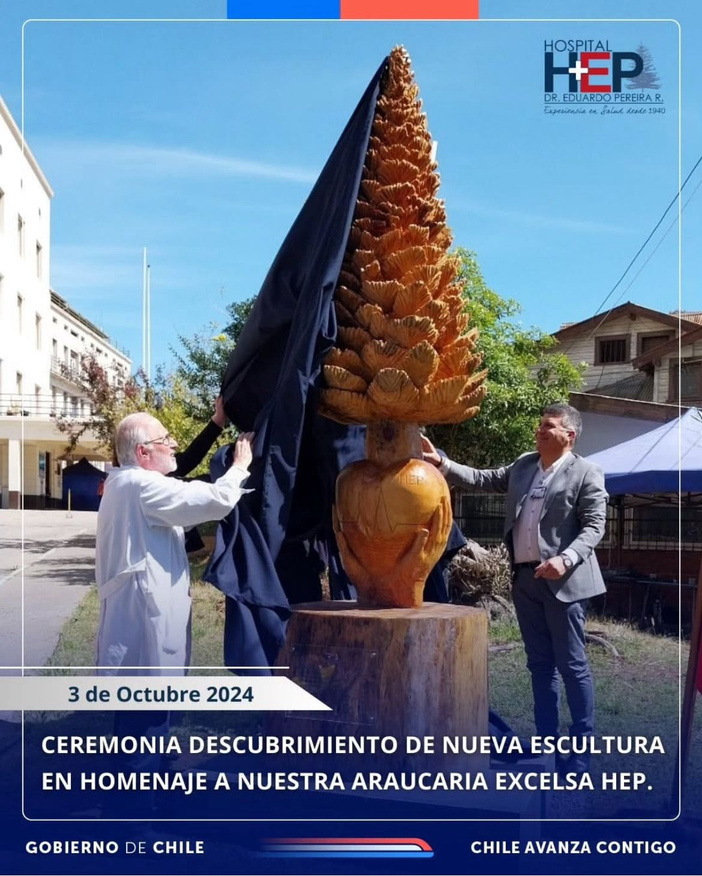 HOSPITAL
H+EP
DR. EDUARDO PEREIRA R.
Experiencia en Salud desde 1940
HEP
3 de Octubre 2024
CEREMONIA DESCUBRIMIENTO DE NUEVA ESCULTURA
EN HOMENAJE A NUESTRA ARAUCARIA EXCELSA HEP.
GOBIERNO DE CHILE
CHILE AVANZA CONTIGO